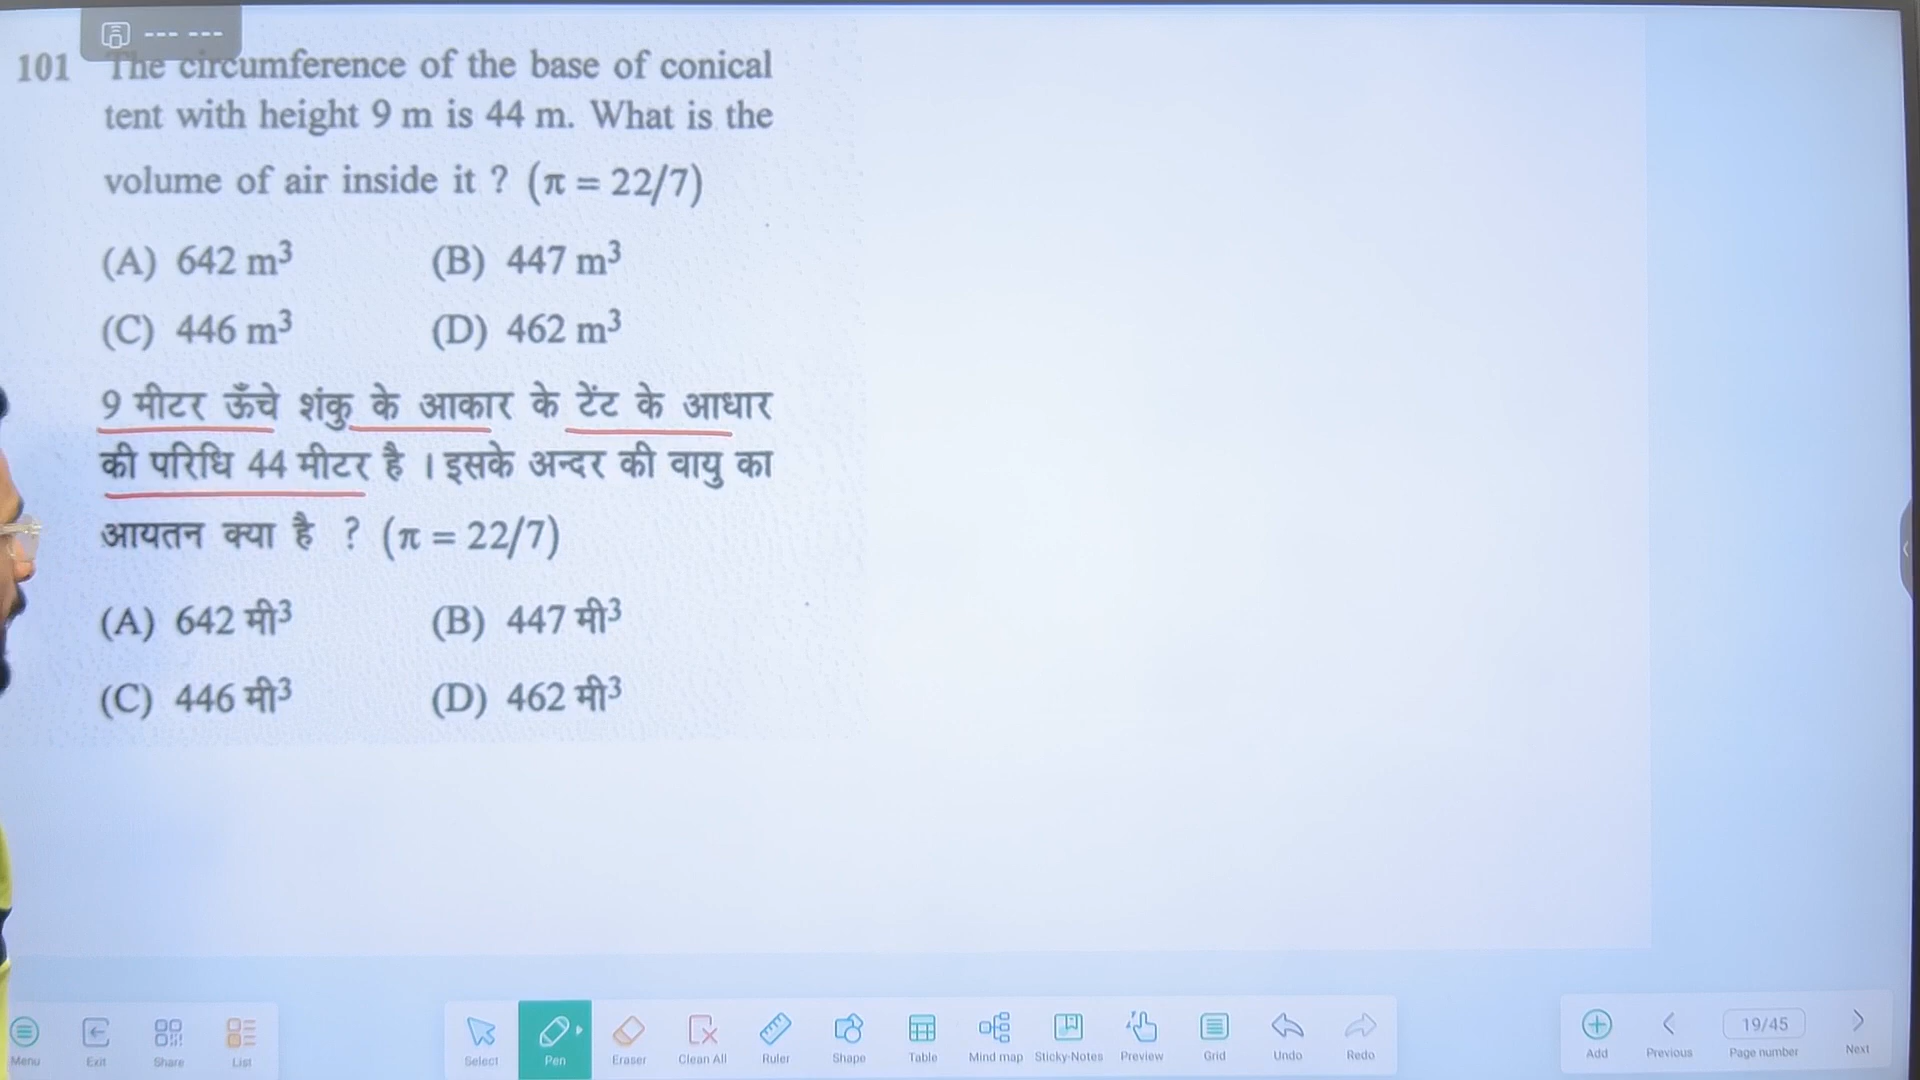 101 The circumference of the base of conical
tent with height 9 m is 44 m. What is the
volume of air inside it ? (π = 22/7)
(A) 642 m³ (B) 447 m³
(C) 446 m³ (D) 462 m³
9 मीटर ऊँचे शंकु के आकार के टेंट के आधार
की परिधि 44 मीटर है । इसके अन्दर की वायु का
आयतन क्या है ? (π = 22/7)
(A) 642 मी³ (B) 447 मी³
(C) 446 मी³ (D) 462 मी³
Menu Exit Share List Select Pen Eraser Clean All Ruler Shape Table Mind map Sticky-Notes Preview Grid Undo Redo Add Previous 19/45 Page number Next